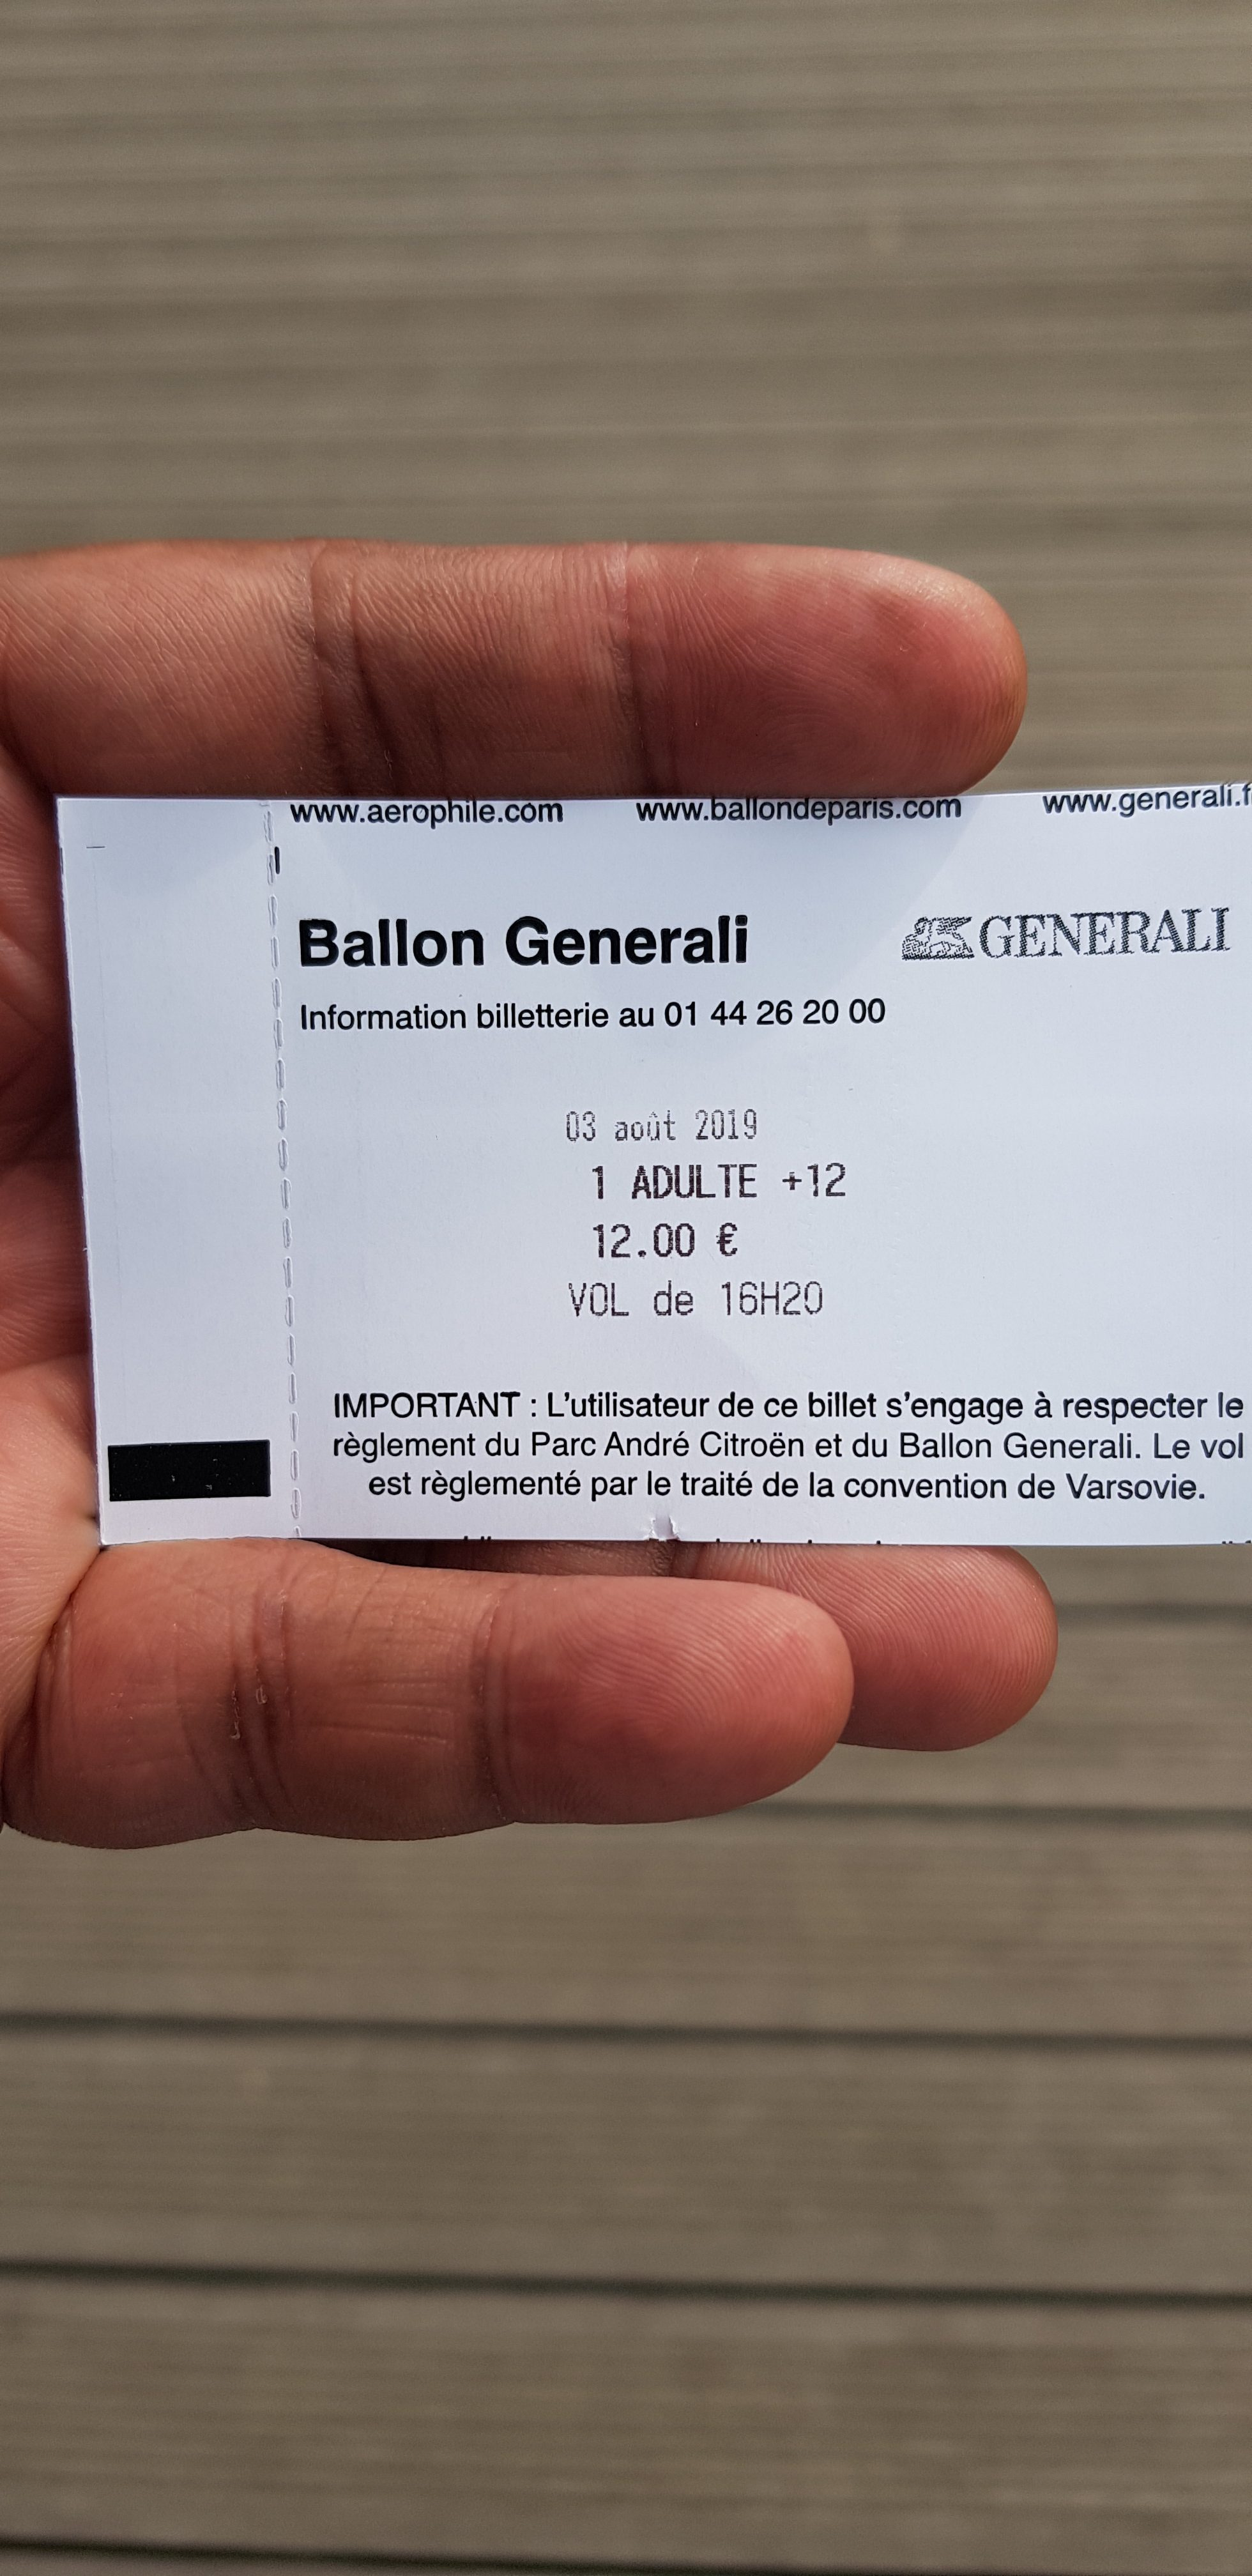 www.aerophile.com www.ballondeparis.com www.generali.f
Ballon Generali GENERALI
Information billetterie au 01 44 26 20 00
03 août 2019
1 ADULTE +12
12.00 €
VOL de 16H20
IMPORTANT : L'utilisateur de ce billet s'engage à respecter le
règlement du Parc André Citroën et du Ballon Generali. Le vol
est règlementé par le traité de la convention de Varsovie.